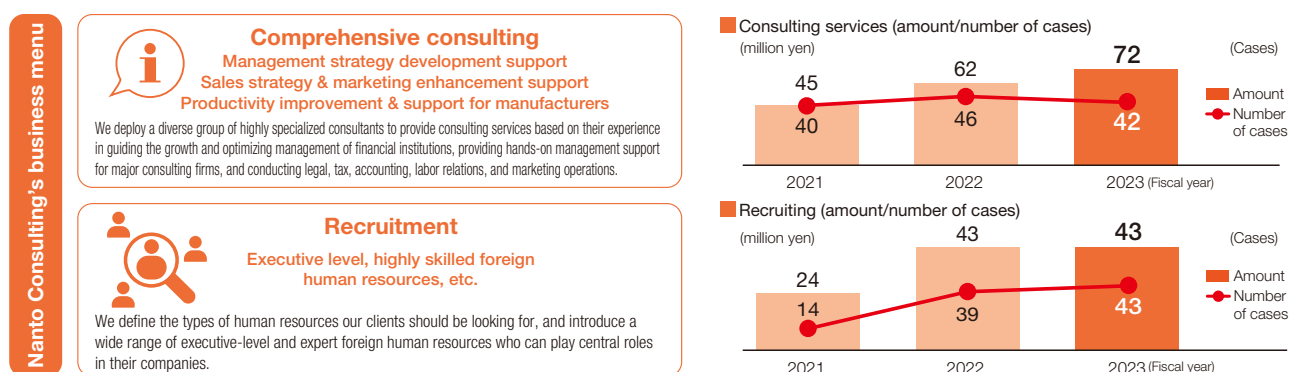 Nanto Consulting's business menu
i
Comprehensive consulting
Management strategy development support
Sales strategy & marketing enhancement support
Productivity improvement & support for manufacturers
We deploy a diverse group of highly specialized consultants to provide consulting services based on their experience
in guiding the growth and optimizing management of financial institutions, providing hands-on management support
for major consulting firms, and conducting legal, tax, accounting, labor relations, and marketing operations.
Recruitment
Executive level, highly skilled foreign
human resources, etc.
We define the types of human resources our clients should be looking for, and introduce a
wide range of executive-level and expert foreign human resources who can play central roles
in their companies.
Consulting services (amount/number of cases)
(million yen) (Cases)
45 62 72
40 46 42
Amount
Number
of cases
2021 2022 2023 (Fiscal year)
Recruiting (amount/number of cases)
(million yen) (Cases)
24 43 43
14 39 43
Amount
Number
of cases
2021 2022 2023 (Fiscal year)